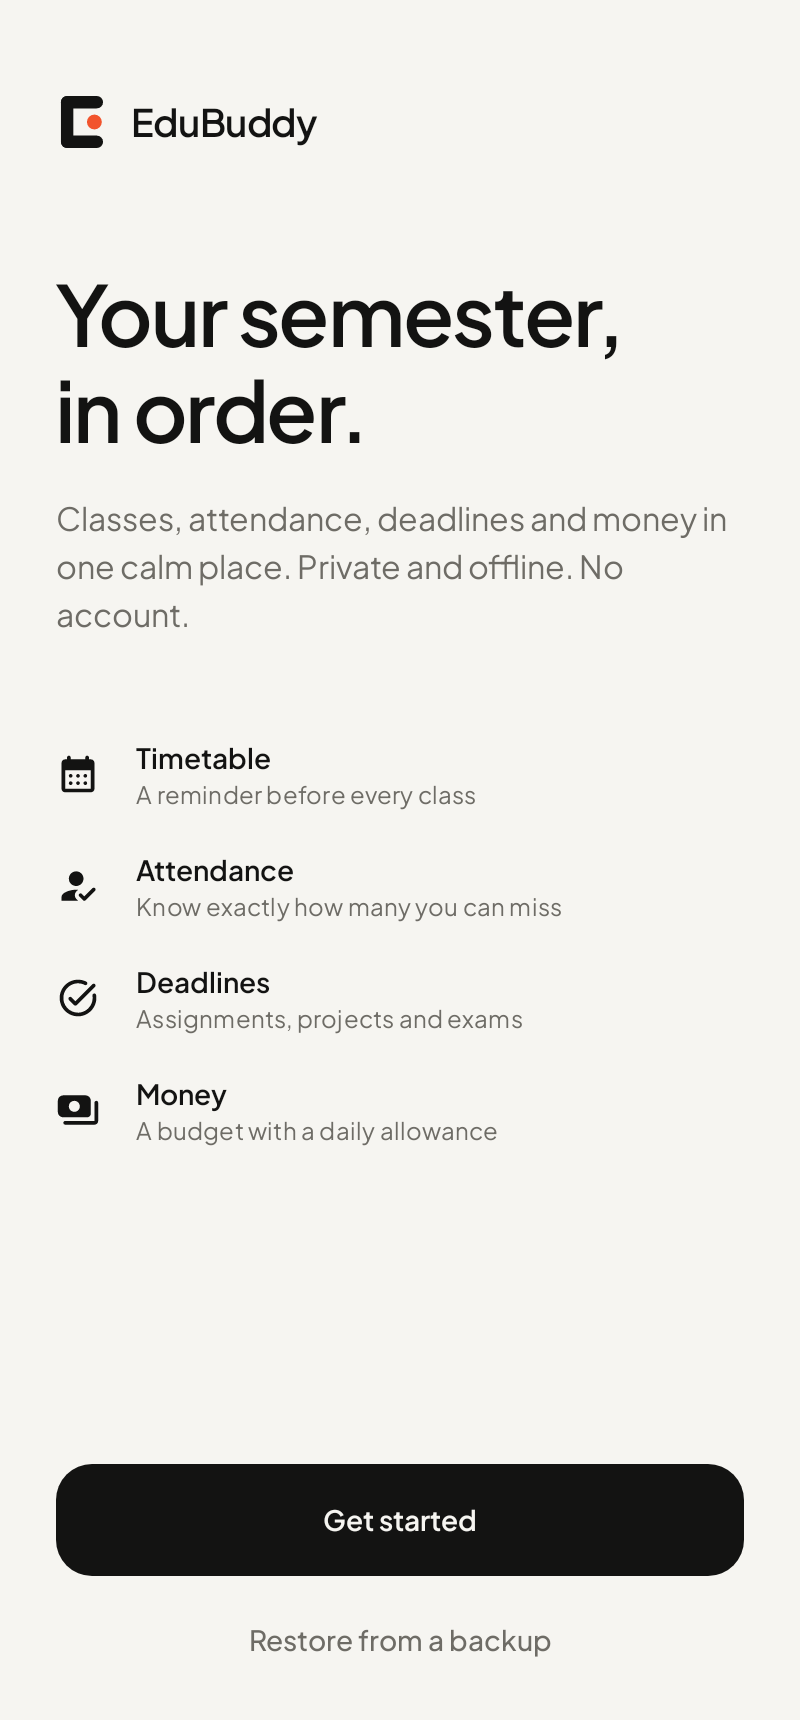 EduBuddy
Your semester,
in order.
Classes, attendance, deadlines and money in
one calm place. Private and offline. No
account.
Timetable
A reminder before every class
Attendance
Know exactly how many you can miss
Deadlines
Assignments, projects and exams
Money
A budget with a daily allowance
Get started
Restore from a backup